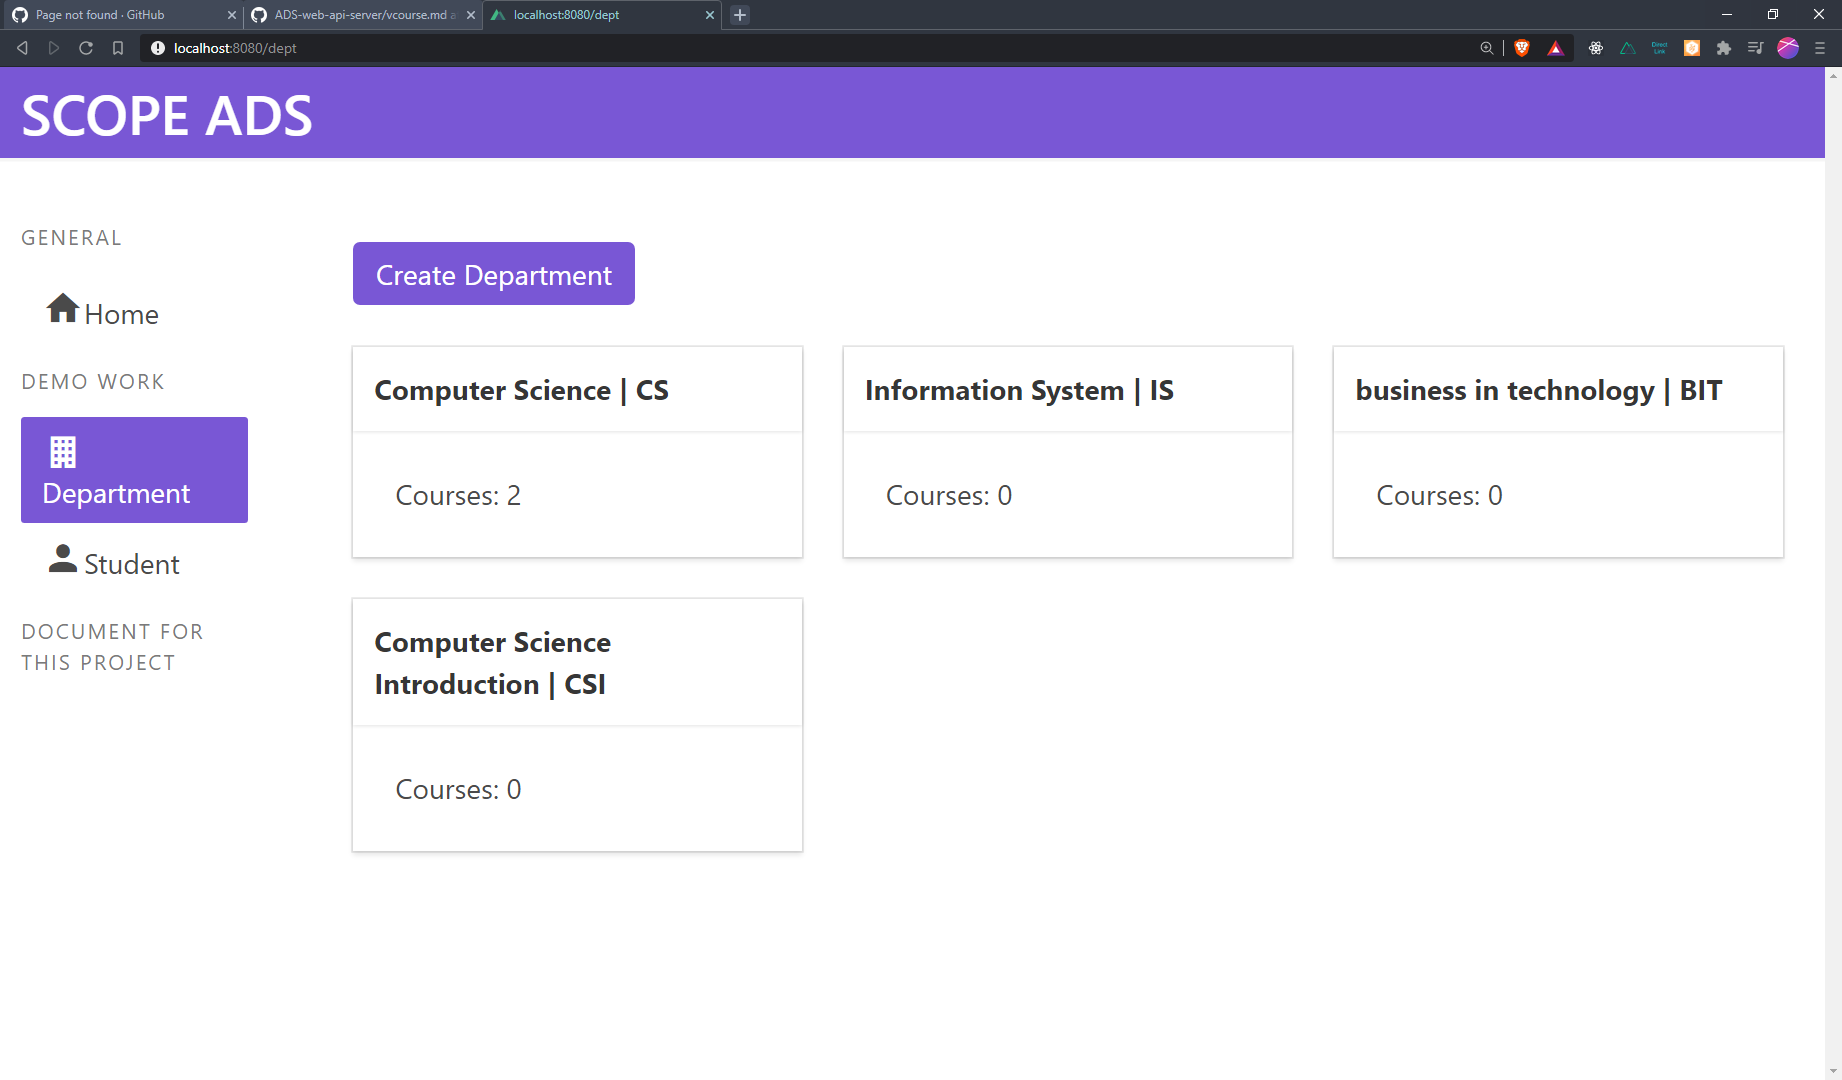 Page not found · GitHub
ADS-web-api-server/vcourse.md a
localhost:8080/dept
localhost:8080/dept
Direct
Link
SCOPE ADS
GENERAL
Home
DEMO WORK
Department
Student
DOCUMENT FOR
THIS PROJECT
Create Department
Computer Science | CS
Courses: 2
Information System | IS
Courses: 0
business in technology | BIT
Courses: 0
Computer Science
Introduction | CSI
Courses: 0